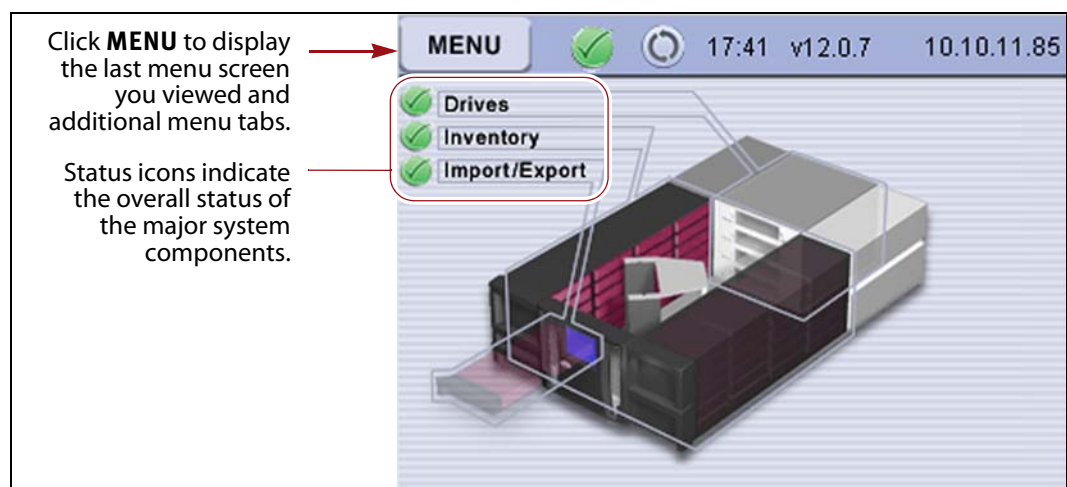 Click MENU to display
the last menu screen
you viewed and
additional menu tabs.
Status icons indicate
the overall status of
the major system
components.
MENU 17:41 v12.0.7 10.10.11.85
Drives
Inventory
Import/Export